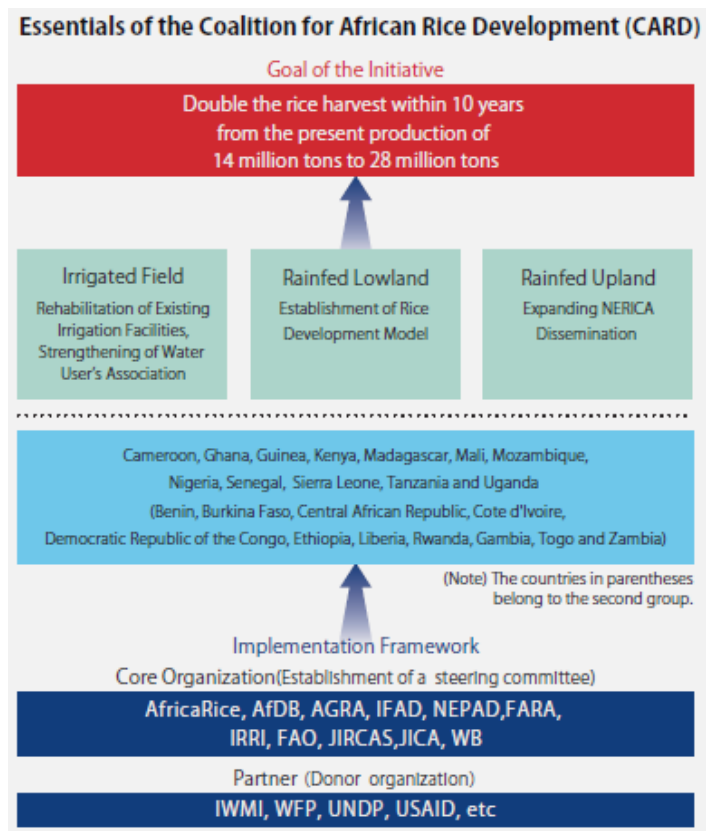 Essentials of the Coalition for African Rice Development (CARD)
Goal of the Initiative
Double the rice harvest within 10 years
from the present production of
14 million tons to 28 million tons
Irrigated Field
Rehabilitation of Existing
Irrigation Facilities,
Strengthening of Water
User's Association
Rainfed Lowland
Establishment of Rice
Development Model
Rainfed Upland
Expanding NERICA
Dissemination
Cameroon, Ghana, Guinea, Kenya, Madagascar, Mali, Mozambique,
Nigeria, Senegal, Sierra Leone, Tanzania and Uganda
(Benin, Burkina Faso, Central African Republic, Cote d'Ivoire,
Democratic Republic of the Congo, Ethiopia, Liberia, Rwanda, Gambia, Togo and Zambia)
(Note) The countries in parentheses
belong to the second group.
Implementation Framework
Core Organization(Establishment of a steering committee)
AfricaRice, AfDB, AGRA, IFAD, NEPAD,FARA,
IRRI, FAO, JIRCAS,JICA, WB
Partner (Donor organization)
IWMI, WFP, UNDP, USAID, etc